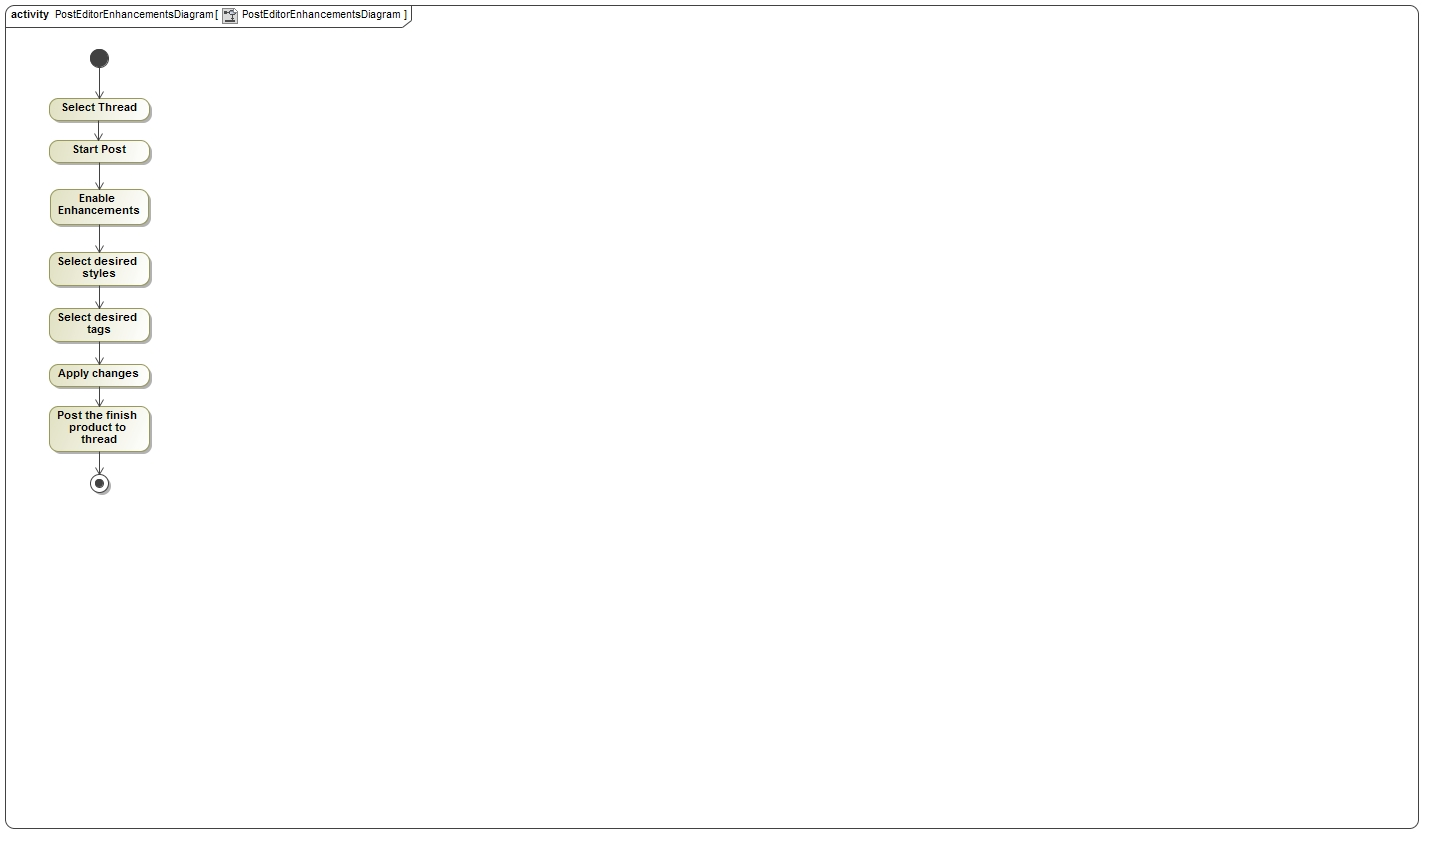 activity PostEditorEnhancementsDiagram [ PostEditorEnhancementsDiagram ]
Select Thread
Start Post
Enable
Enhancements
Select desired
styles
Select desired
tags
Apply changes
Post the finish
product to
thread